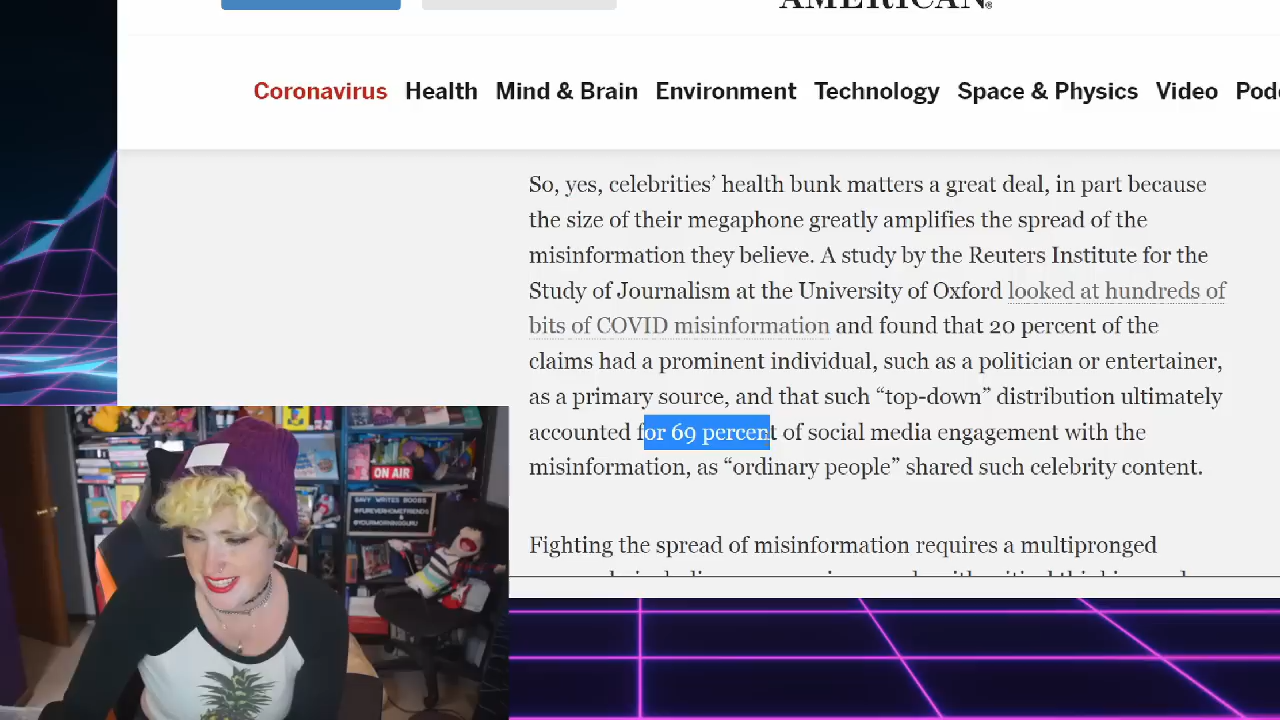 AMERICAN®
Coronavirus Health Mind & Brain Environment Technology Space & Physics Video
So, yes, celebrities’ health bunk matters a great deal, in part because
the size of their megaphone greatly amplifies the spread of the
misinformation they believe. A study by the Reuters Institute for the
Study of Journalism at the University of Oxford looked at hundreds of
bits of COVID misinformation and found that 20 percent of the
claims had a prominent individual, such as a politician or entertainer,
as a primary source, and that such “top-down” distribution ultimately
accounted for 69 percent of social media engagement with the
misinformation, as “ordinary people” shared such celebrity content.
Fighting the spread of misinformation requires a multipronged
ON AIR
SAVY WRITES BOOKS
@FUREVERHOMEFRIENDS
&
@YOURMORNINGGURU